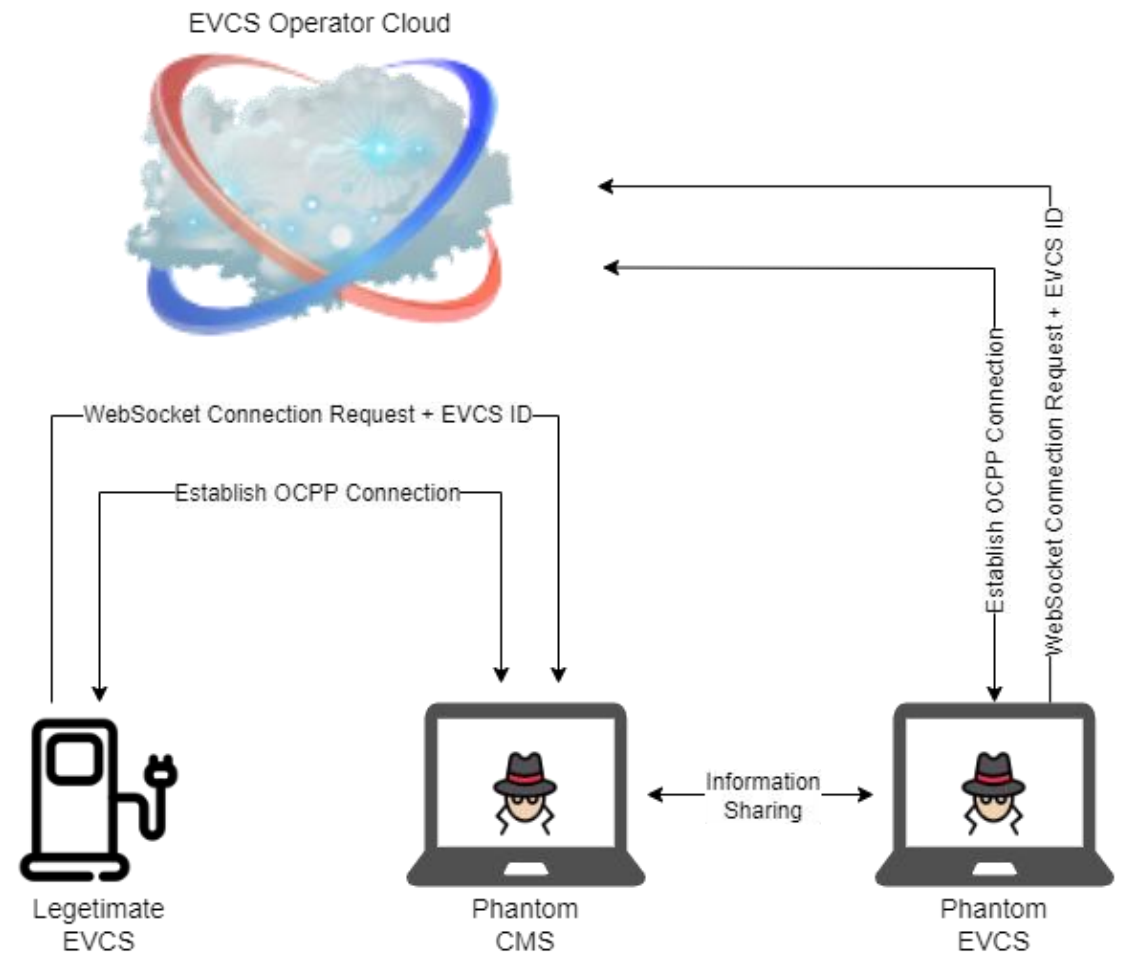 EVCS Operator Cloud
WebSocket Connection Request + EVCS ID
Establish OCPP Connection
Establish OCPP Connection
WebSocket Connection Request + EVCS ID
Information
Sharing
Legetimate
EVCS
Phantom
CMS
Phantom
EVCS